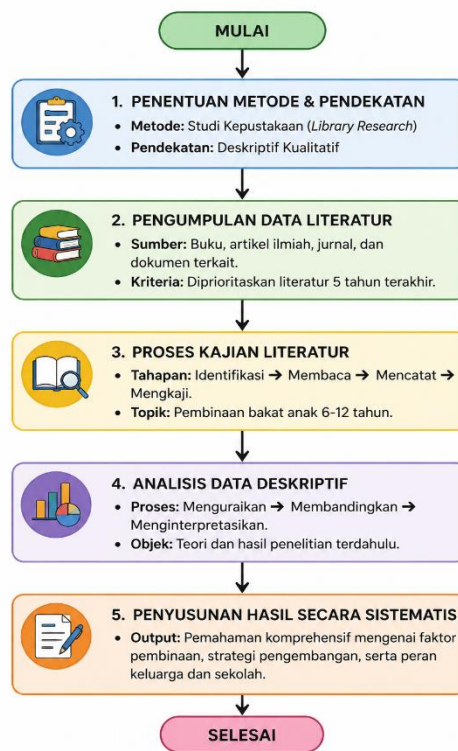 MULAI
1. PENENTUAN METODE & PENDEKATAN
• Metode: Studi Kepustakaan (Library Research)
• Pendekatan: Deskriptif Kualitatif
2. PENGUMPULAN DATA LITERATUR
• Sumber: Buku, artikel ilmiah, jurnal, dan
dokumen terkait.
• Kriteria: Diprioritaskan literatur 5 tahun terakhir.
3. PROSES KAJIAN LITERATUR
• Tahapan: Identifikasi → Membaca → Mencatat →
Mengkaji.
• Topik: Pembinaan bakat anak 6-12 tahun.
4. ANALISIS DATA DESKRIPTIF
• Proses: Menguraikan → Membandingkan →
Menginterpretasikan.
• Objek: Teori dan hasil penelitian terdahulu.
5. PENYUSUNAN HASIL SECARA SISTEMATIS
• Output: Pemahaman komprehensif mengenai faktor
pembinaan, strategi pengembangan, serta peran
keluarga dan sekolah.
SELESAI